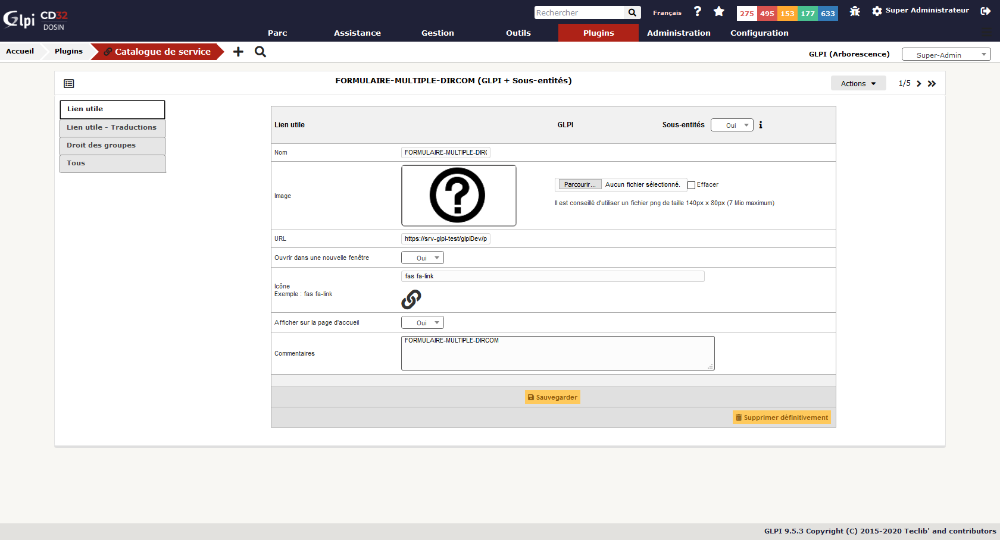 Glpi CD32
DOSIN
Rechercher
Français
?
275 495 153 177 633
Super Administrateur
Parc Assistance Gestion Outils Plugins Administration Configuration
Accueil Plugins Catalogue de service
GLPI (Arborescence) Super-Admin
FORMULAIRE-MULTIPLE-DIRCOM (GLPI + Sous-entités)
Actions 1/5
Lien utile
Lien utile - Traductions
Droit des groupes
Tous
Lien utile GLPI Sous-entités Oui
Nom FORMULAIRE-MULTIPLE-DIRC
Image ? Parcourir... Aucun fichier sélectionné. Effacer
Il est conseillé d'utiliser un fichier png de taille 140px x 80px (7 Mio maximum)
URL https://srv-glpi-test/glpiDev/p
Ouvrir dans une nouvelle fenêtre Oui
fas fa-link
Icône
Exemple : fas fa-link
Afficher sur la page d'accueil Oui
FORMULAIRE-MULTIPLE-DIRCOM
Commentaires
Sauvegarder
Supprimer définitivement
GLPI 9.5.3 Copyright (C) 2015-2020 Teclib' and contributors